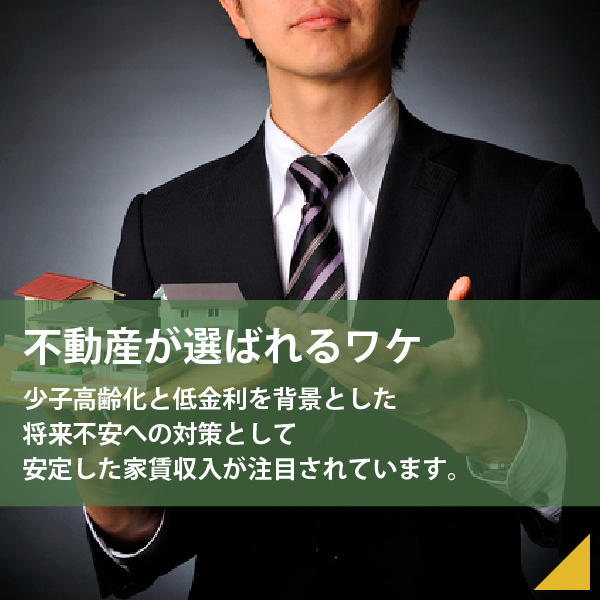 不動産が選ばれるワケ
少子高齢化と低金利を背景とした
将来不安への対策として
安定した家賃収入が注目されています。